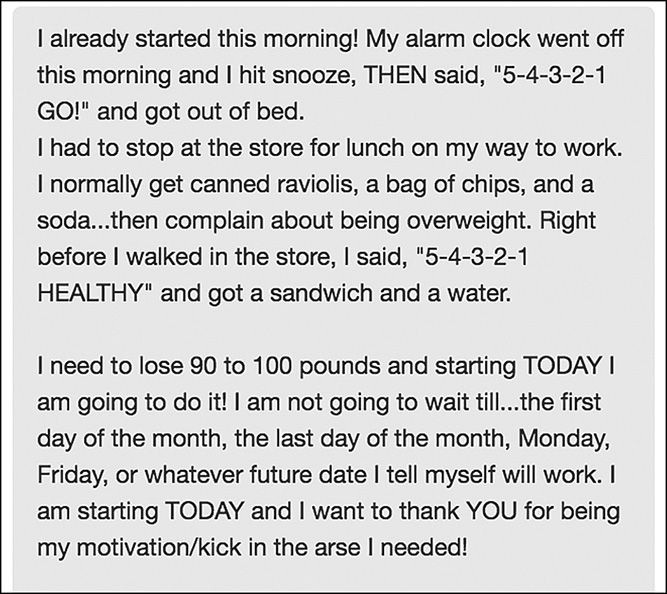 I already started this morning! My alarm clock went off
this morning and I hit snooze, THEN said, "5-4-3-2-1
GO!" and got out of bed.
I had to stop at the store for lunch on my way to work.
I normally get canned raviolis, a bag of chips, and a
soda...then complain about being overweight. Right
before I walked in the store, I said, "5-4-3-2-1
HEALTHY" and got a sandwich and a water.
I need to lose 90 to 100 pounds and starting TODAY I
am going to do it! I am not going to wait till...the first
day of the month, the last day of the month, Monday,
Friday, or whatever future date I tell myself will work. I
am starting TODAY and I want to thank YOU for being
my motivation/kick in the arse I needed!